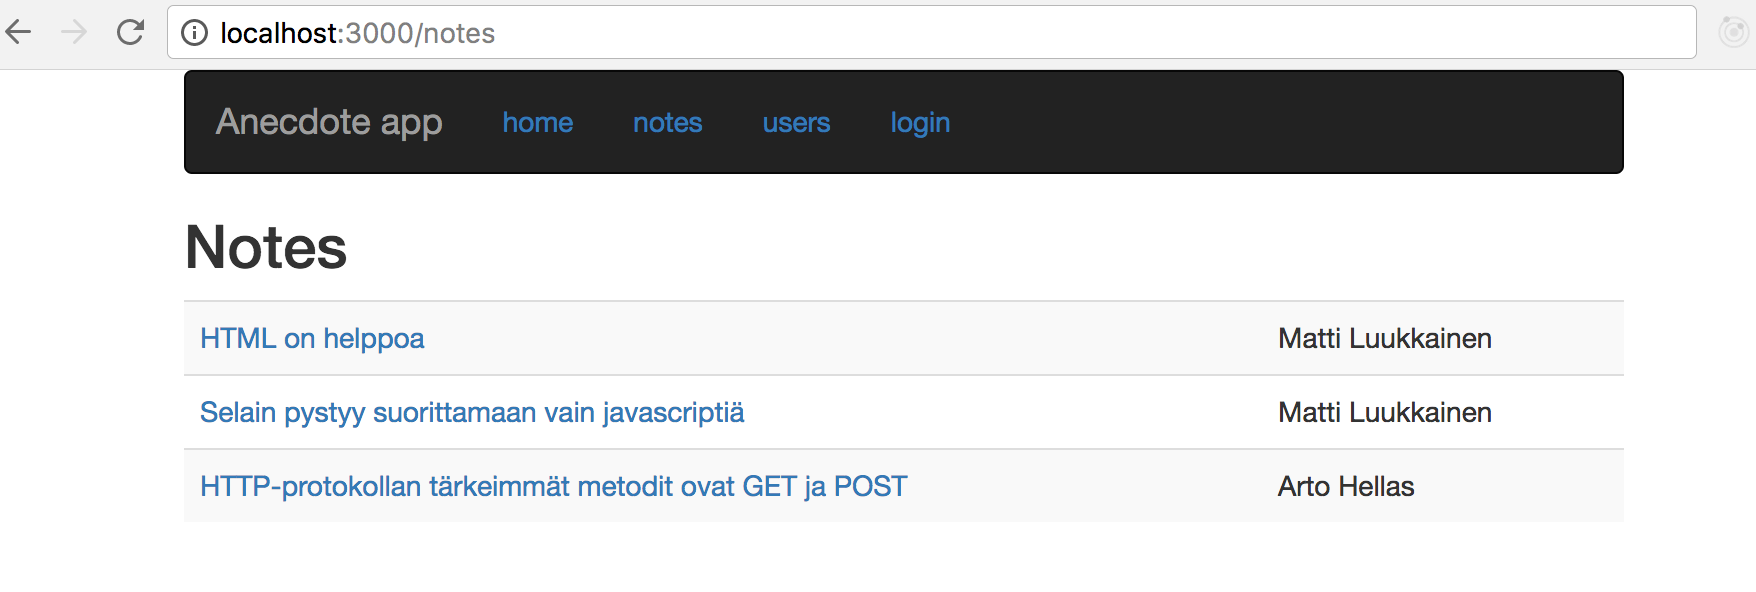 localhost:3000/notes
Anecdote app home notes users login
Notes
HTML on helppoa Matti Luukkainen
Selain pystyy suorittamaan vain javascriptiä Matti Luukkainen
HTTP-protokollan tärkeimmät metodit ovat GET ja POST Arto Hellas